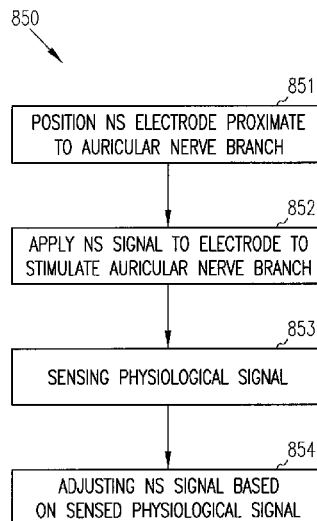 850
851
POSITION NS ELECTRODE PROXIMATE
TO AURICULAR NERVE BRANCH
852
APPLY NS SIGNAL TO ELECTRODE TO
STIMULATE AURICULAR NERVE BRANCH
853
SENSING PHYSIOLOGICAL SIGNAL
854
ADJUSTING NS SIGNAL BASED
ON SENSED PHYSIOLOGICAL SIGNAL